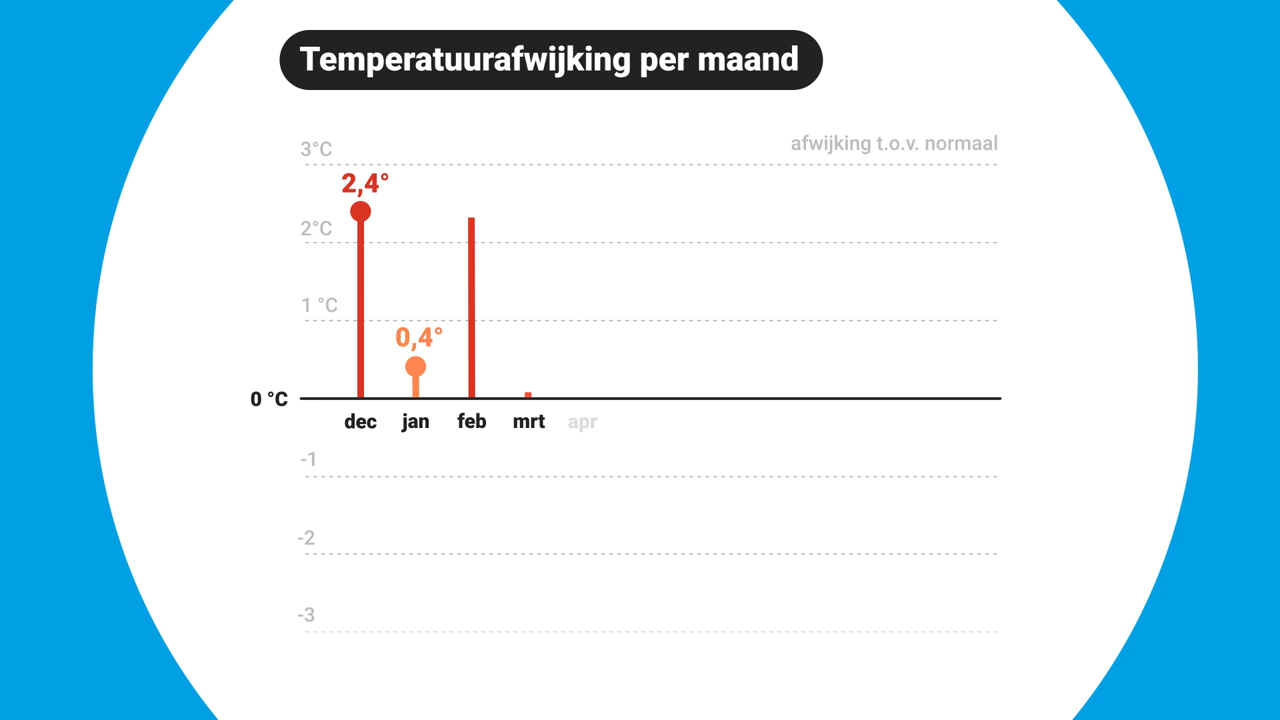 Temperatuurafwijking per maand
afwijking t.o.v. normaal
3°C
2,4°
2°C
1 °C
0,4°
0 °C
dec jan feb mrt apr
-1
-2
-3